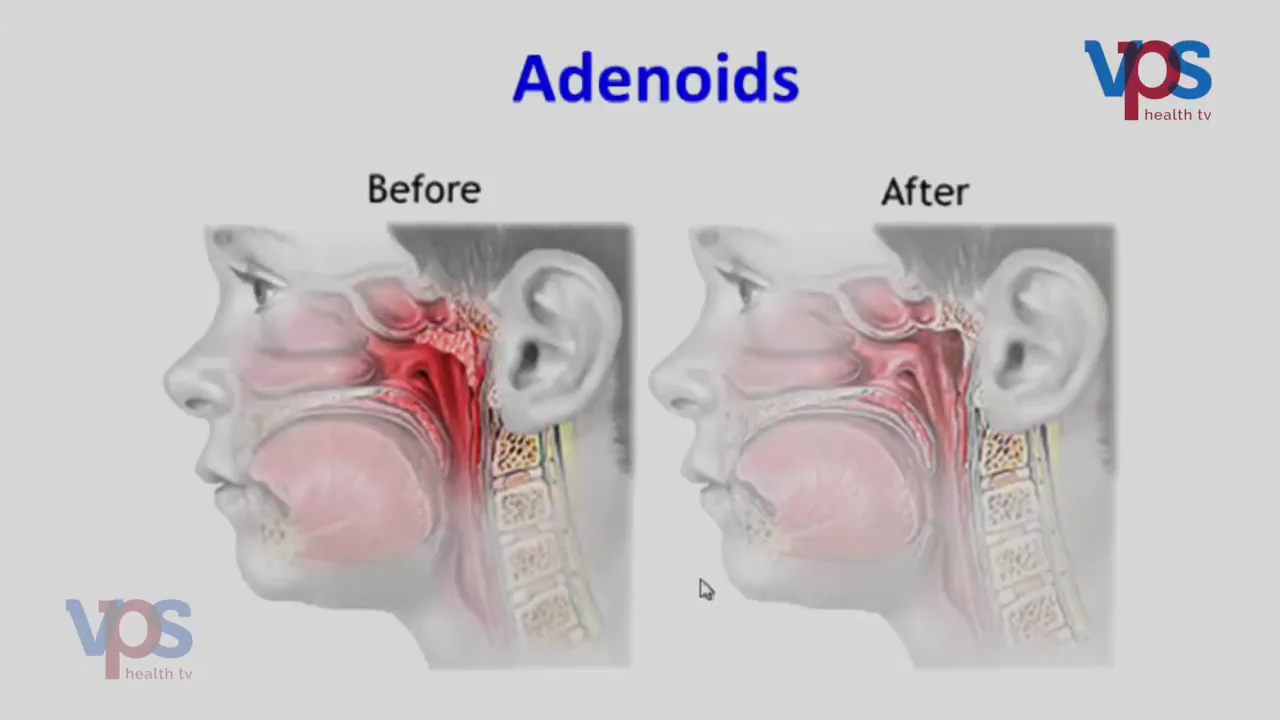 Adenoids
vps
health tv
Before
After
vps
health tv